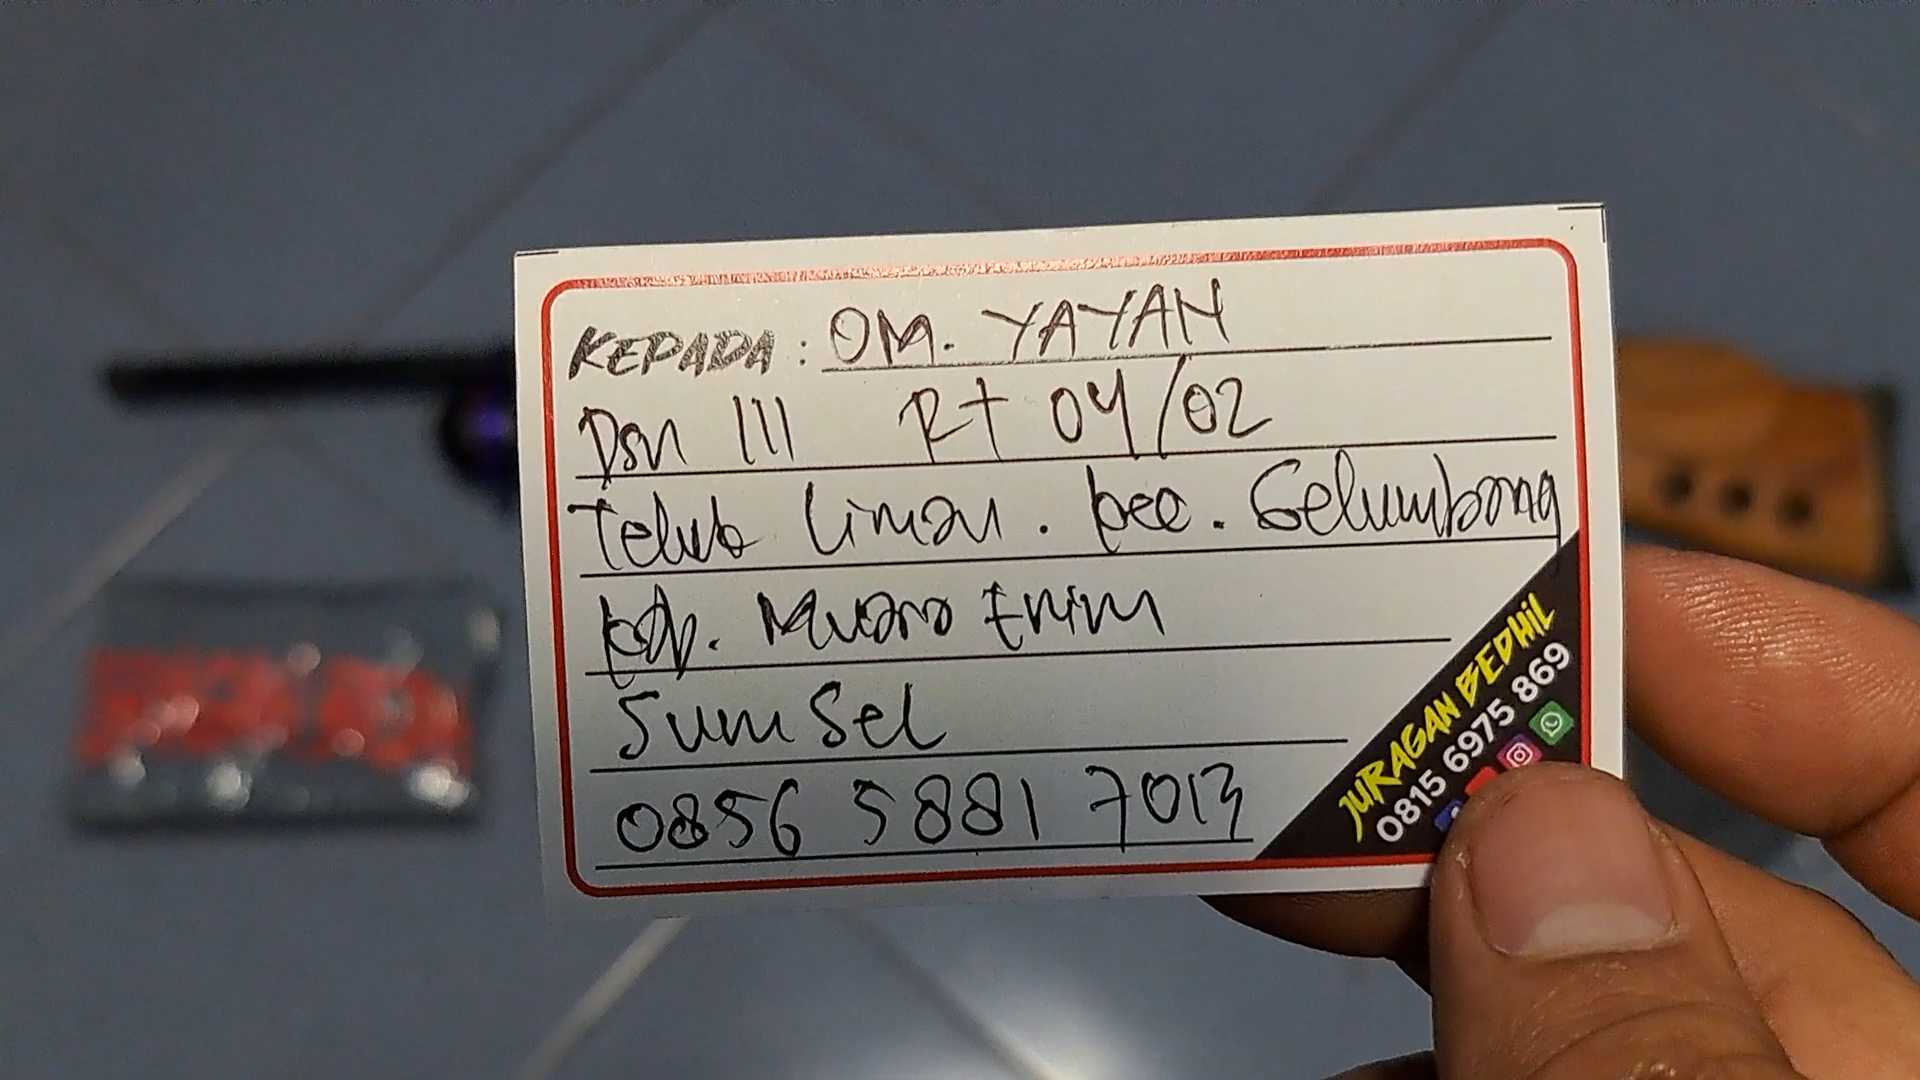 KEPADA : OM. YAYAN
Dsn III Rt 04/02
Teluk Limau . kec. Gelumbang
kab. Muara Enim
SumSel
0856 5881 7013
JURAGAN BEDHIL
0815 6975 869